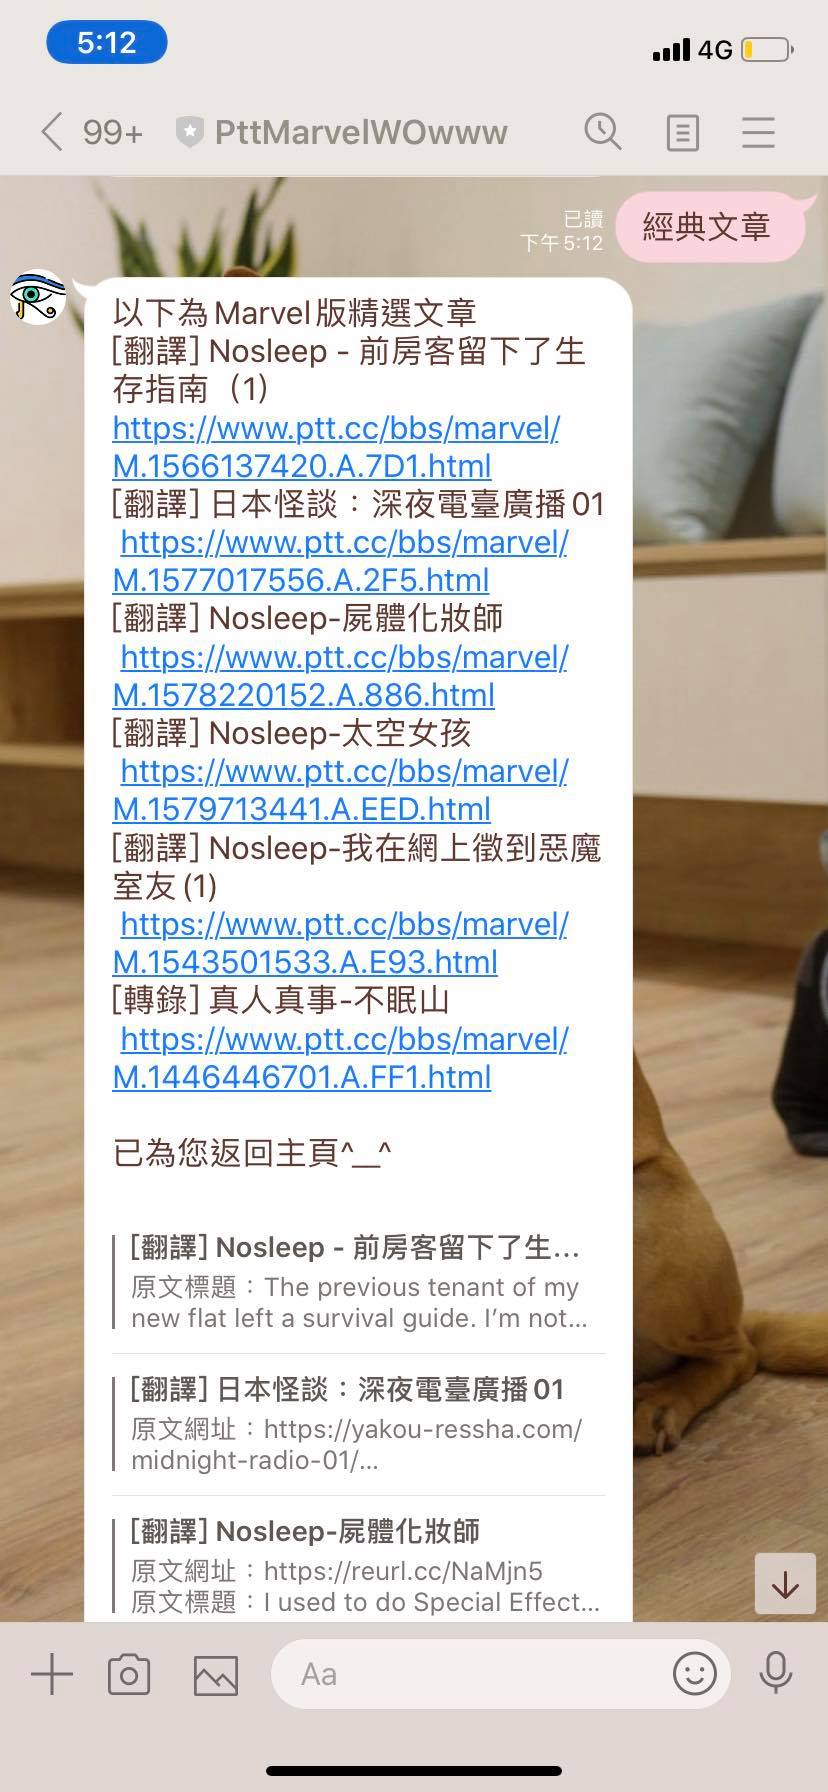 5:12
4G
99+
PttMarvelWOwww
已讀
下午 5:12
經典文章
以下為 Marvel 版精選文章
[翻譯] Nosleep - 前房客留下了生
存指南（1）
https://www.ptt.cc/bbs/marvel/
M.1566137420.A.7D1.html
[翻譯] 日本怪談：深夜電臺廣播 01
https://www.ptt.cc/bbs/marvel/
M.1577017556.A.2F5.html
[翻譯] Nosleep-屍體化妝師
https://www.ptt.cc/bbs/marvel/
M.1578220152.A.886.html
[翻譯] Nosleep-太空女孩
https://www.ptt.cc/bbs/marvel/
M.1579713441.A.EED.html
[翻譯] Nosleep-我在網上徵到惡魔
室友 (1)
https://www.ptt.cc/bbs/marvel/
M.1543501533.A.E93.html
[轉錄] 真人真事-不眠山
https://www.ptt.cc/bbs/marvel/
M.1446446701.A.FF1.html
已為您返回主頁^__^
[翻譯] Nosleep - 前房客留下了生...
原文標題：The previous tenant of my
new flat left a survival guide. I’m not...
[翻譯] 日本怪談：深夜電臺廣播 01
原文網址：https://yakou-ressha.com/
midnight-radio-01/...
[翻譯] Nosleep-屍體化妝師
原文網址：https://reurl.cc/NaMjn5
原文標題：I used to do Special Effect...
Aa